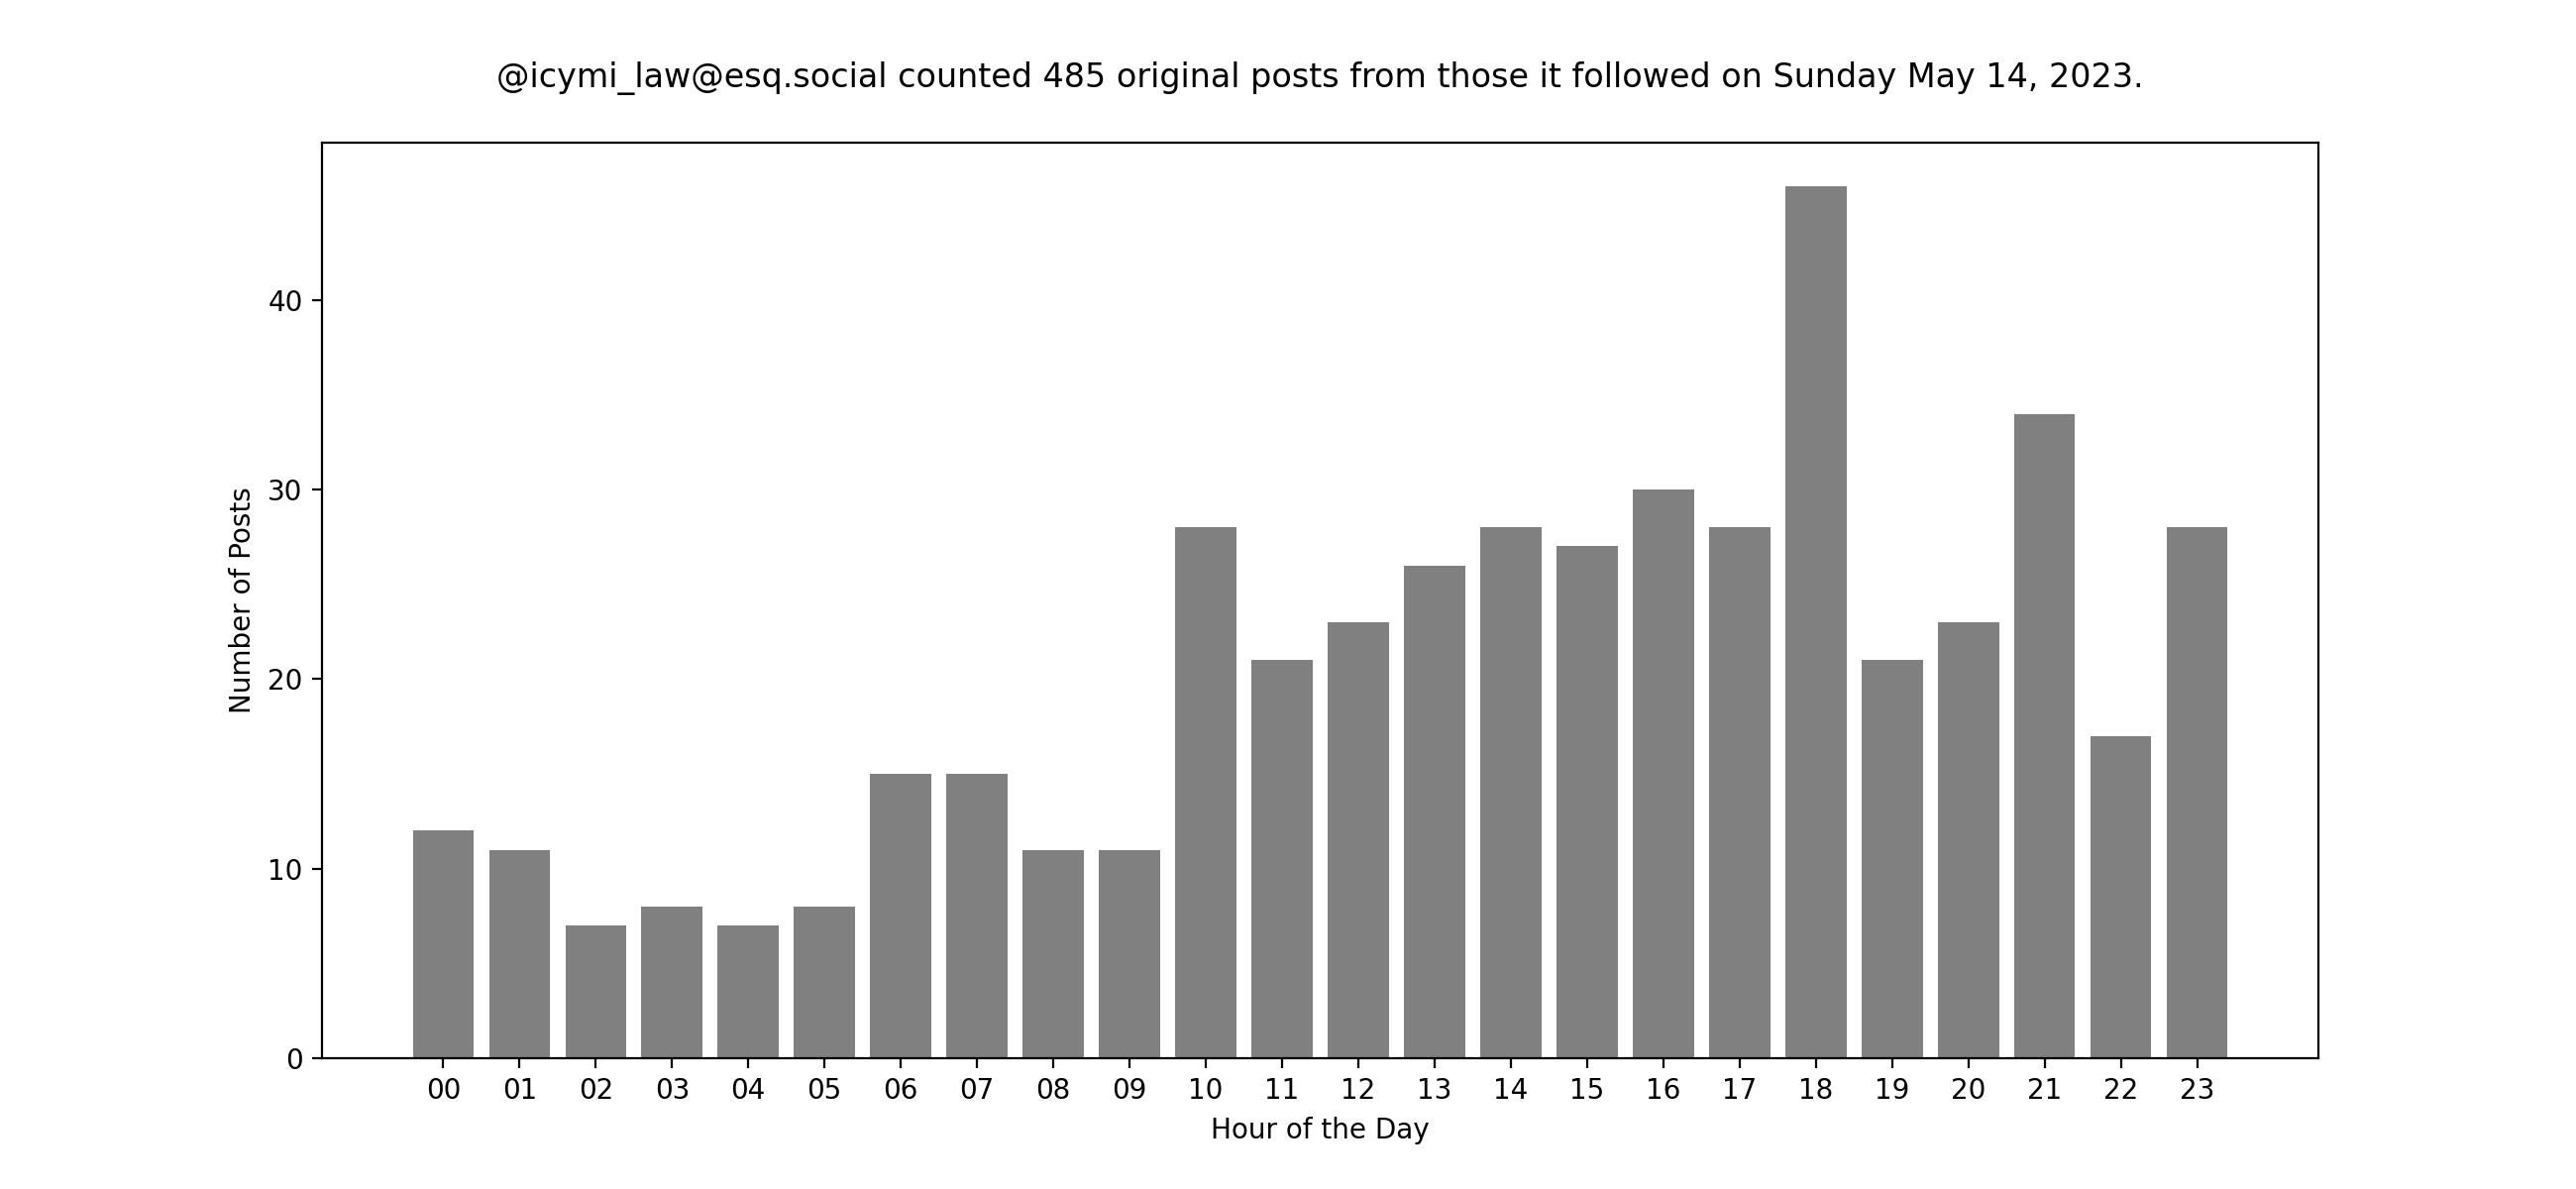 @icymi_law@esq.social counted 485 original posts from those it followed on Sunday May 14, 2023.
40
30
20
10
0
Number of Posts
00 01 02 03 04 05 06 07 08 09 10 11 12 13 14 15 16 17 18 19 20 21 22 23
Hour of the Day